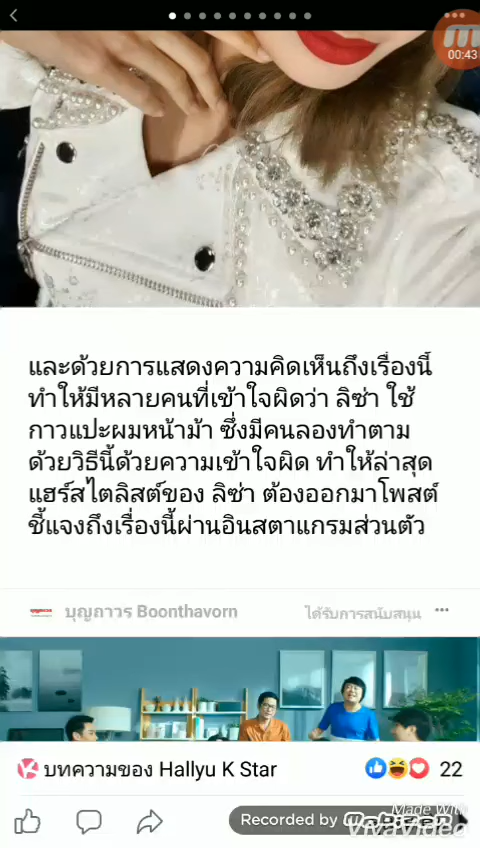 00:43
และด้วยการแสดงความคิดเห็นถึงเรื่องนี้
ทำให้มีหลายคนที่เข้าใจผิดว่า ลิซ่า ใช้
กาวแปะผมหน้าม้า ซึ่งมีคนลองทำตาม
ด้วยวิธีนี้ด้วยความเข้าใจผิด ทำให้ล่าสุด
แฮร์สไตลิสต์ของ ลิซ่า ต้องออกมาโพสต์
ชี้แจงถึงเรื่องนี้ผ่านอินสตาแกรมส่วนตัว
บุญถาวร Boonthavorn
ได้รับการสนับสนุน
บทความของ Hallyu K Star
22
Recorded by
Made With
VivaVideo